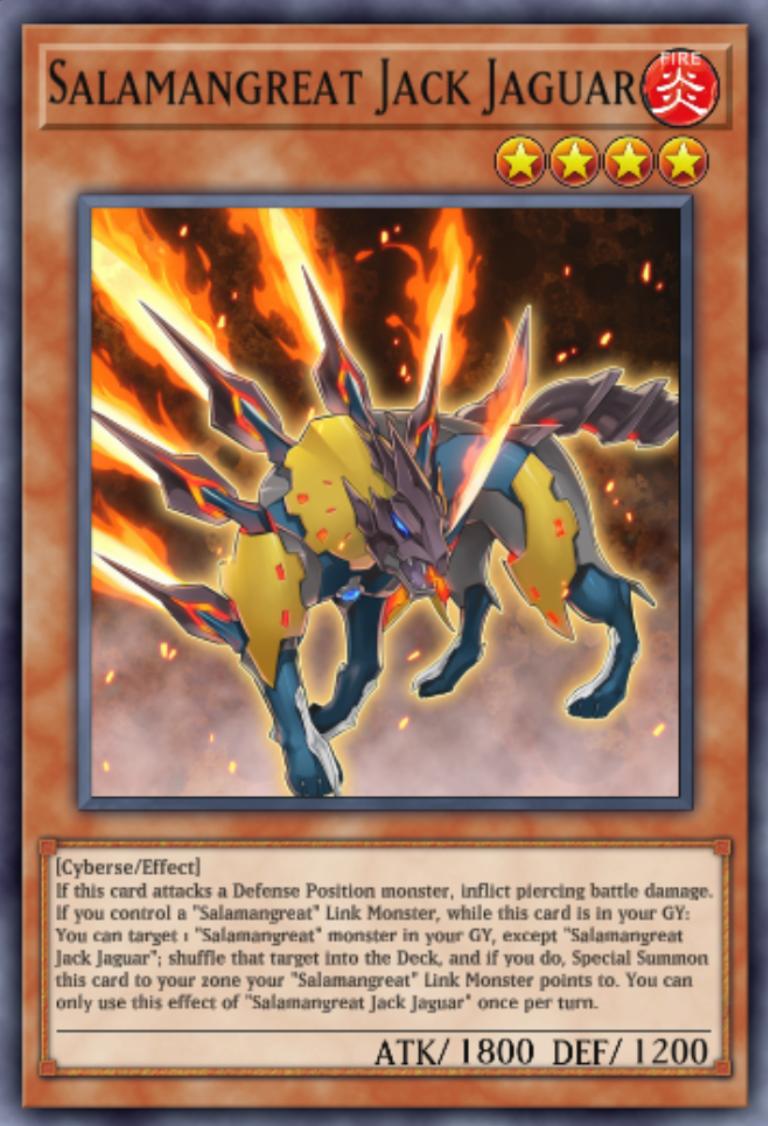 SALAMANGREAT JACK JAGUAR
FIRE
炎
[Cyberse/Effect]
If this card attacks a Defense Position monster, inflict piercing battle damage.
If you control a "Salamangreat" Link Monster, while this card is in your GY:
You can target 1 "Salamangreat" monster in your GY, except "Salamangreat
Jack Jaguar"; shuffle that target into the Deck, and if you do, Special Summon
this card to your zone your "Salamangreat" Link Monster points to. You can
only use this effect of "Salamangreat Jack Jaguar" once per turn.
ATK/ 1800 DEF/ 1200